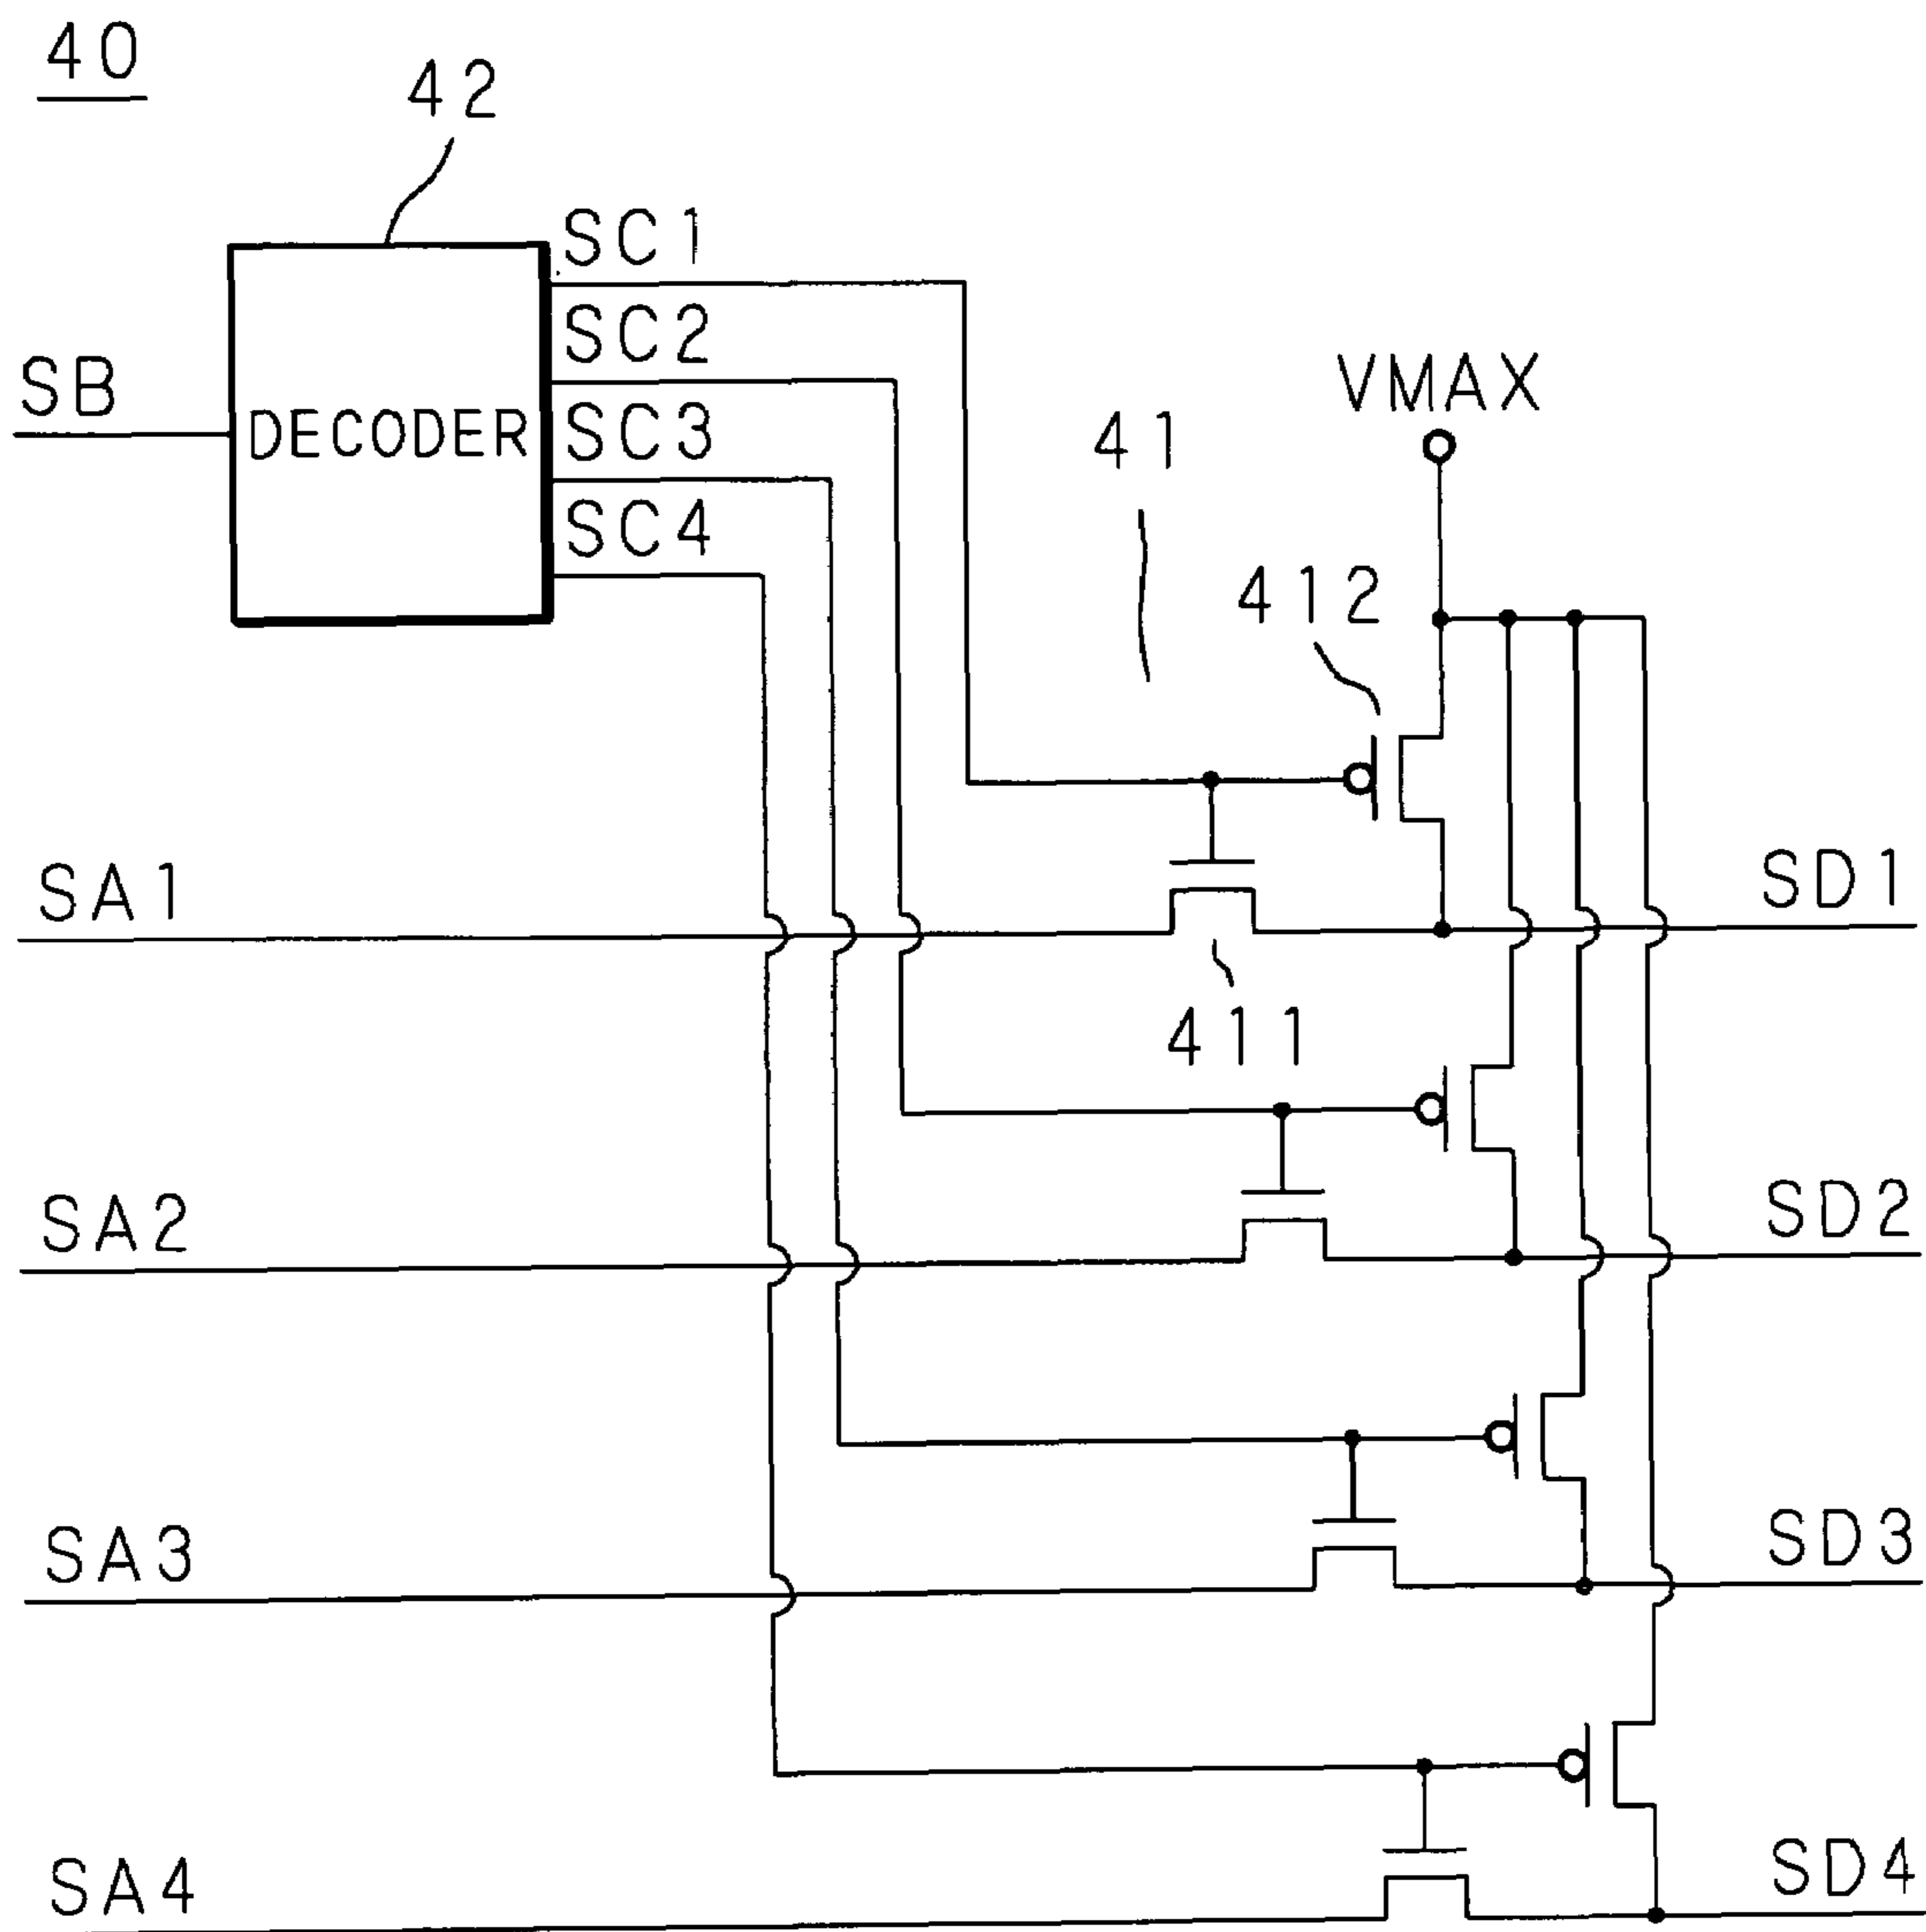 40
42
SC1
SC2
SB
VMAX
DECODER
SC3
41
SC4
412
SA1
SD1
411
SA2
SD2
SA3
SD3
SA4
SD4